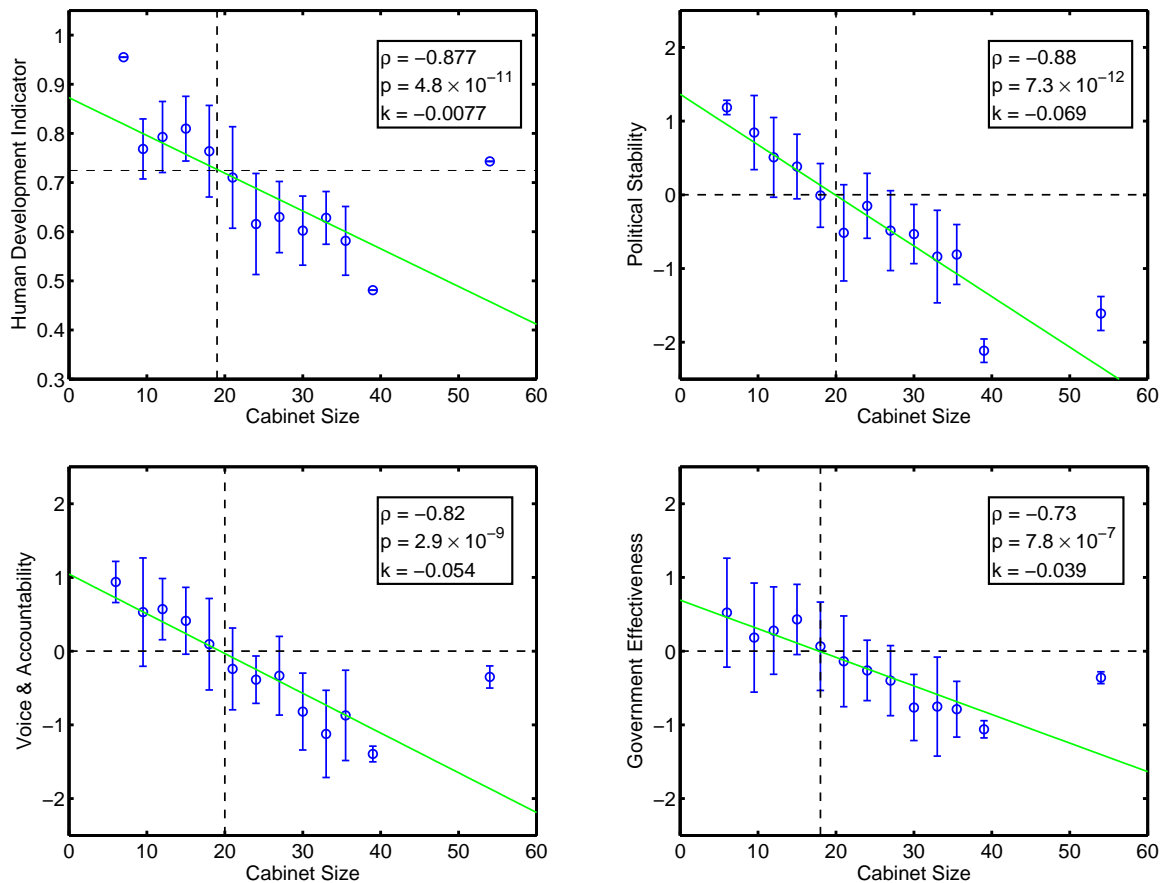 1
0.9
0.8
0.7
0.6
0.5
0.4
0.3
Human Development Indicator
ρ = −0.877
p = 4.8 × 10⁻¹¹
k = −0.0077
0 10 20 30 40 50 60
Cabinet Size
2
1
0
−1
−2
Political Stability
ρ = −0.88
p = 7.3 × 10⁻¹²
k = −0.069
0 10 20 30 40 50 60
Cabinet Size
2
1
0
−1
−2
Voice & Accountability
ρ = −0.82
p = 2.9 × 10⁻⁹
k = −0.054
0 10 20 30 40 50 60
Cabinet Size
2
1
0
−1
−2
Government Effectiveness
ρ = −0.73
p = 7.8 × 10⁻⁷
k = −0.039
0 10 20 30 40 50 60
Cabinet Size